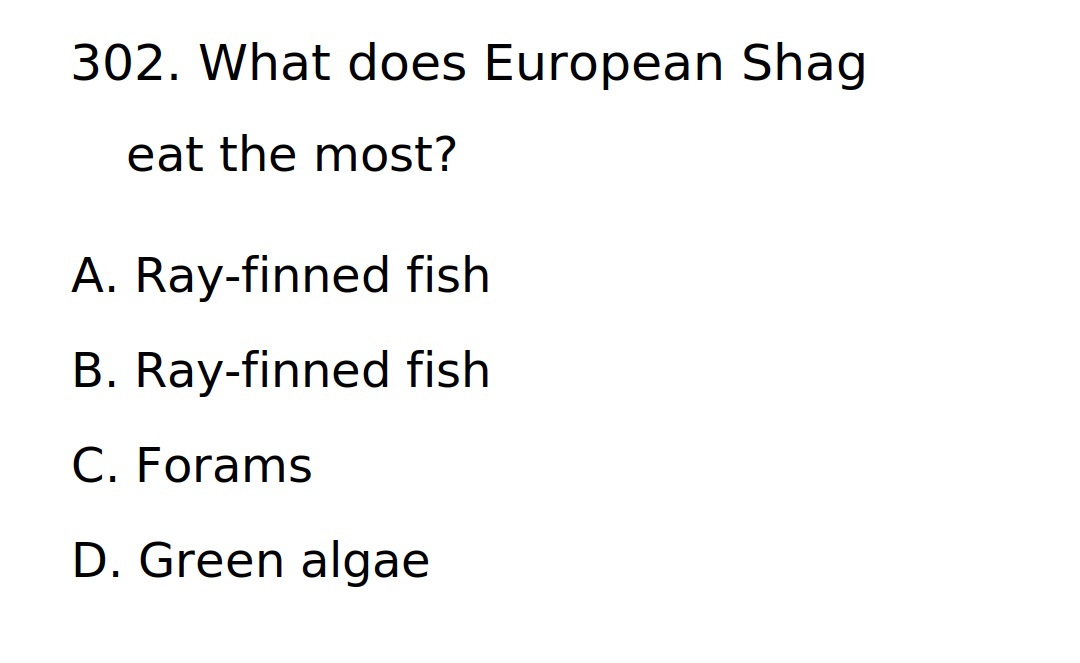 302. What does European Shag
eat the most?
A. Ray-finned fish
B. Ray-finned fish
C. Forams
D. Green algae